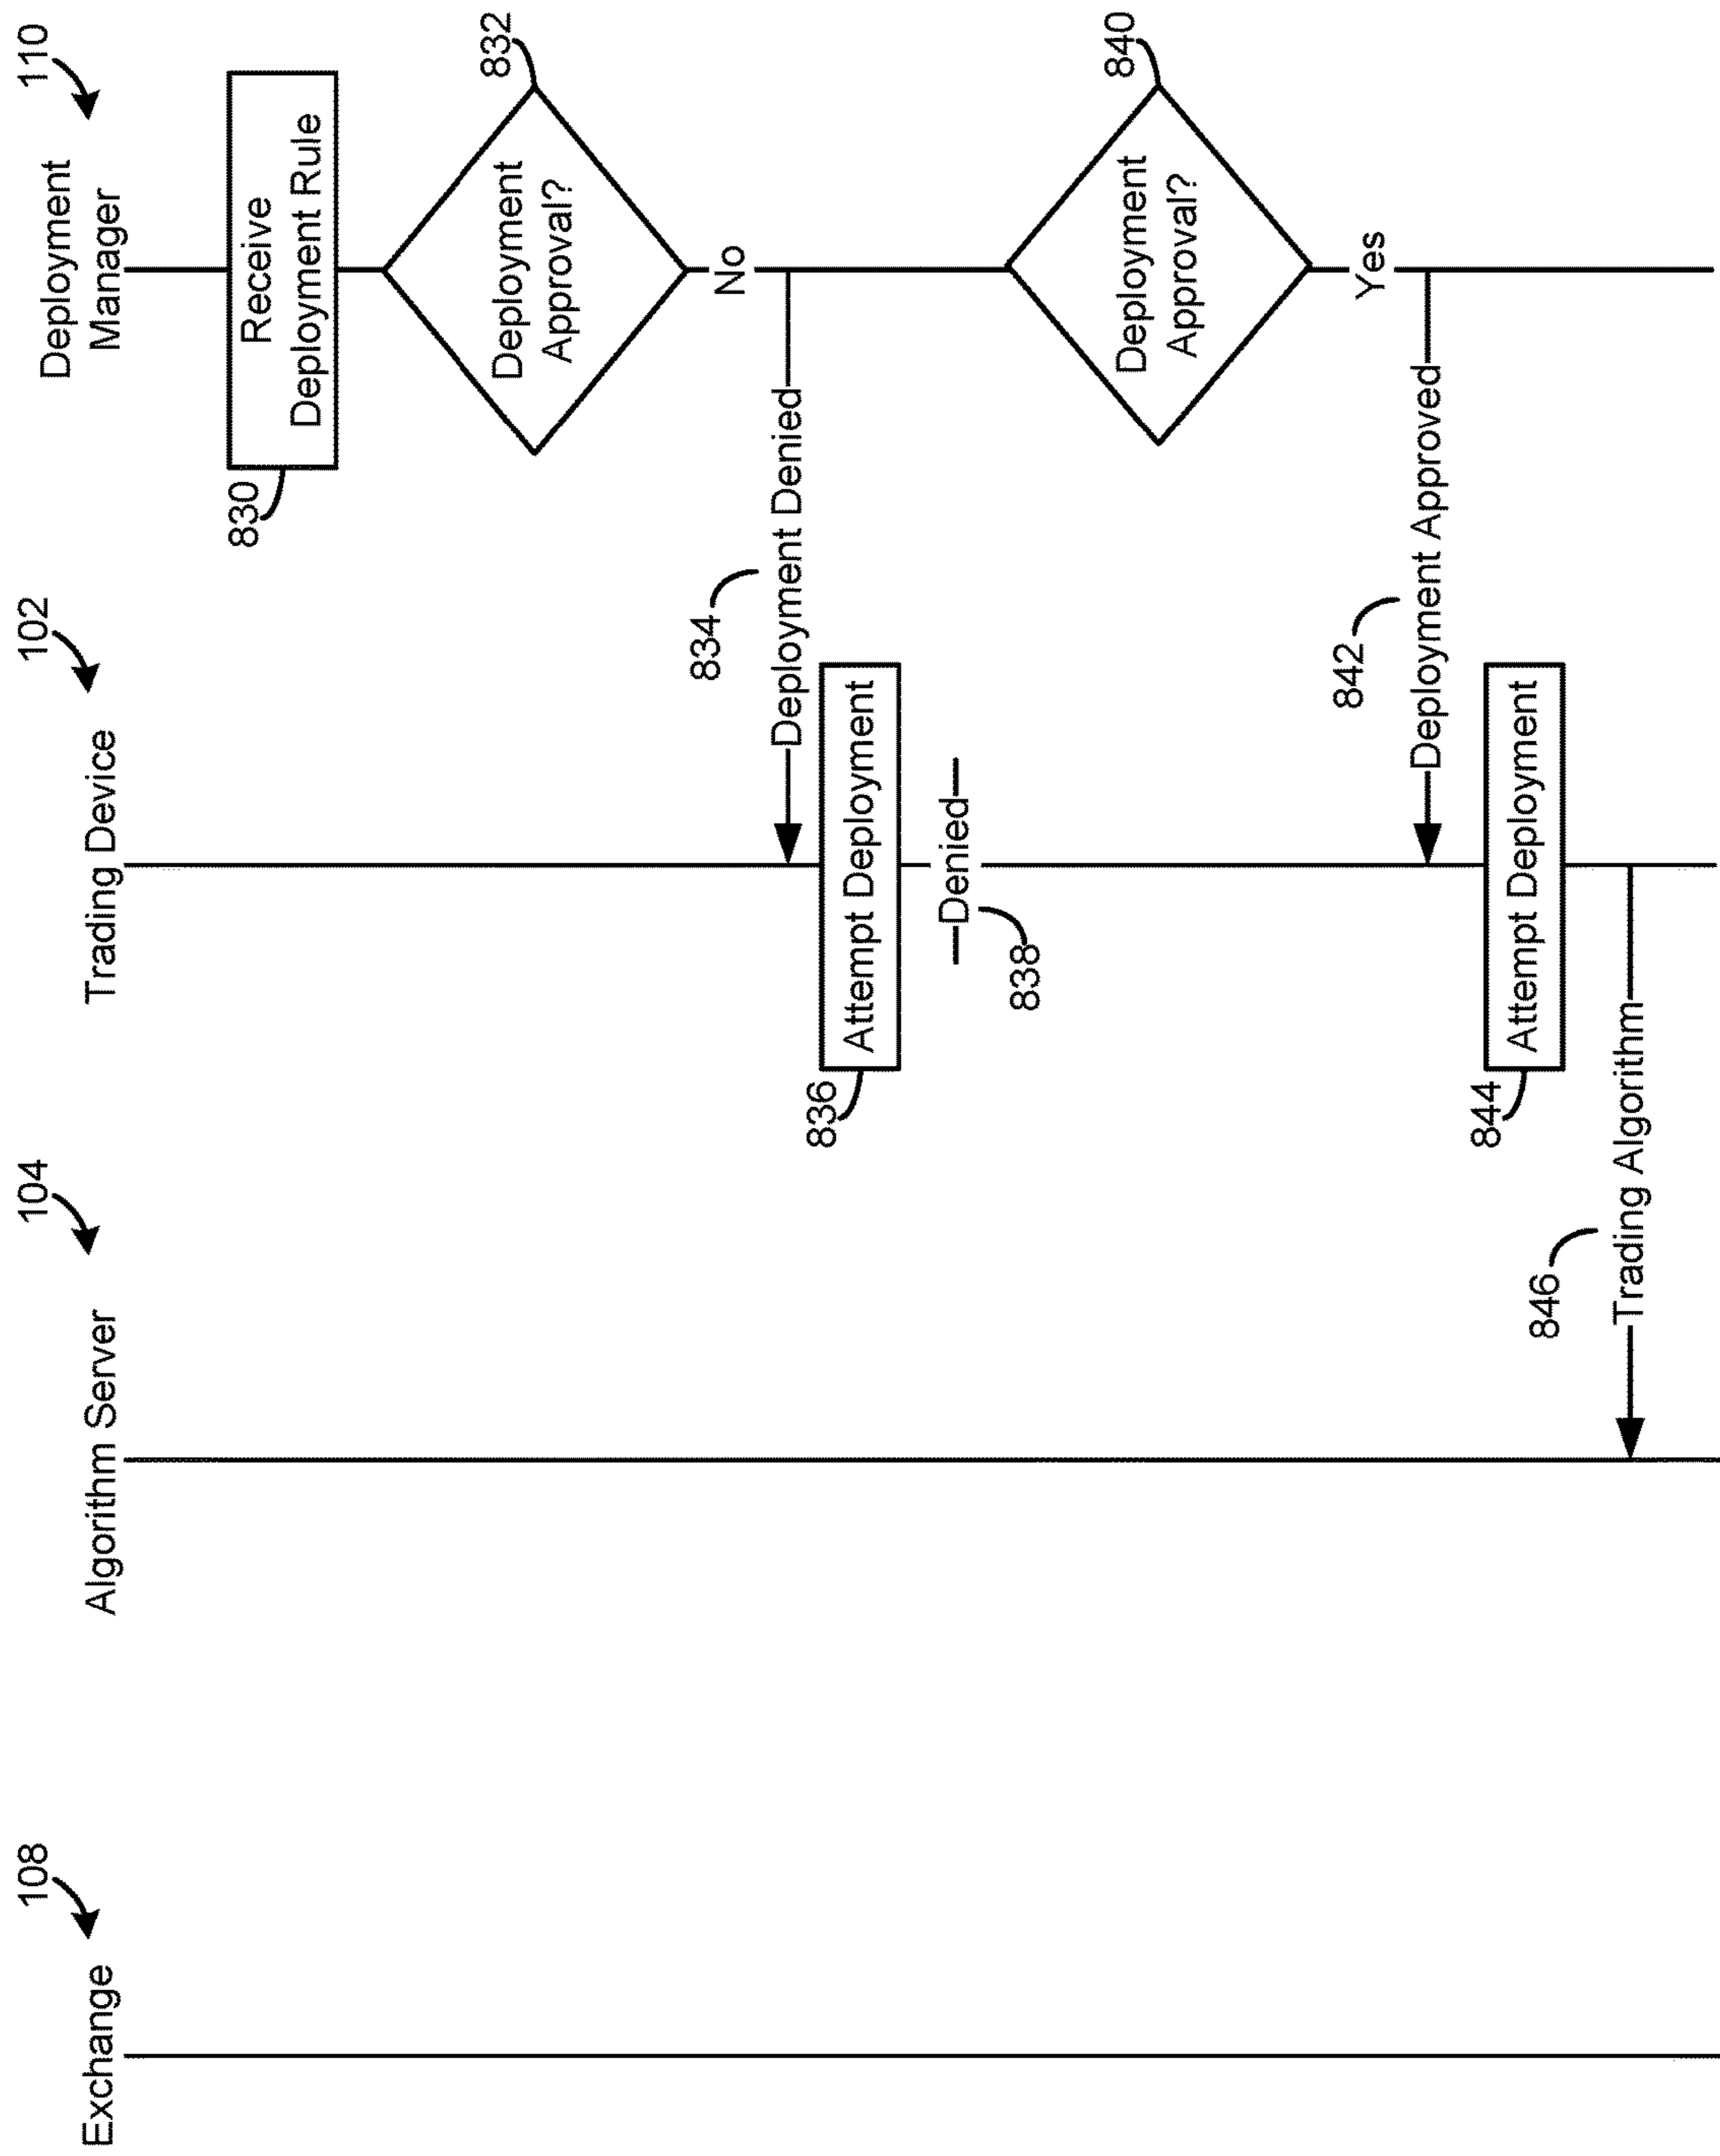 108
Exchange
104
Algorithm Server
102
Trading Device
110
Deployment
Manager
830
Receive
Deployment Rule
832
Deployment
Approval?
No
834
Deployment Denied
836
Attempt Deployment
Denied
838
840
Deployment
Approval?
Yes
842
Deployment Approved
844
Attempt Deployment
846
Trading Algorithm